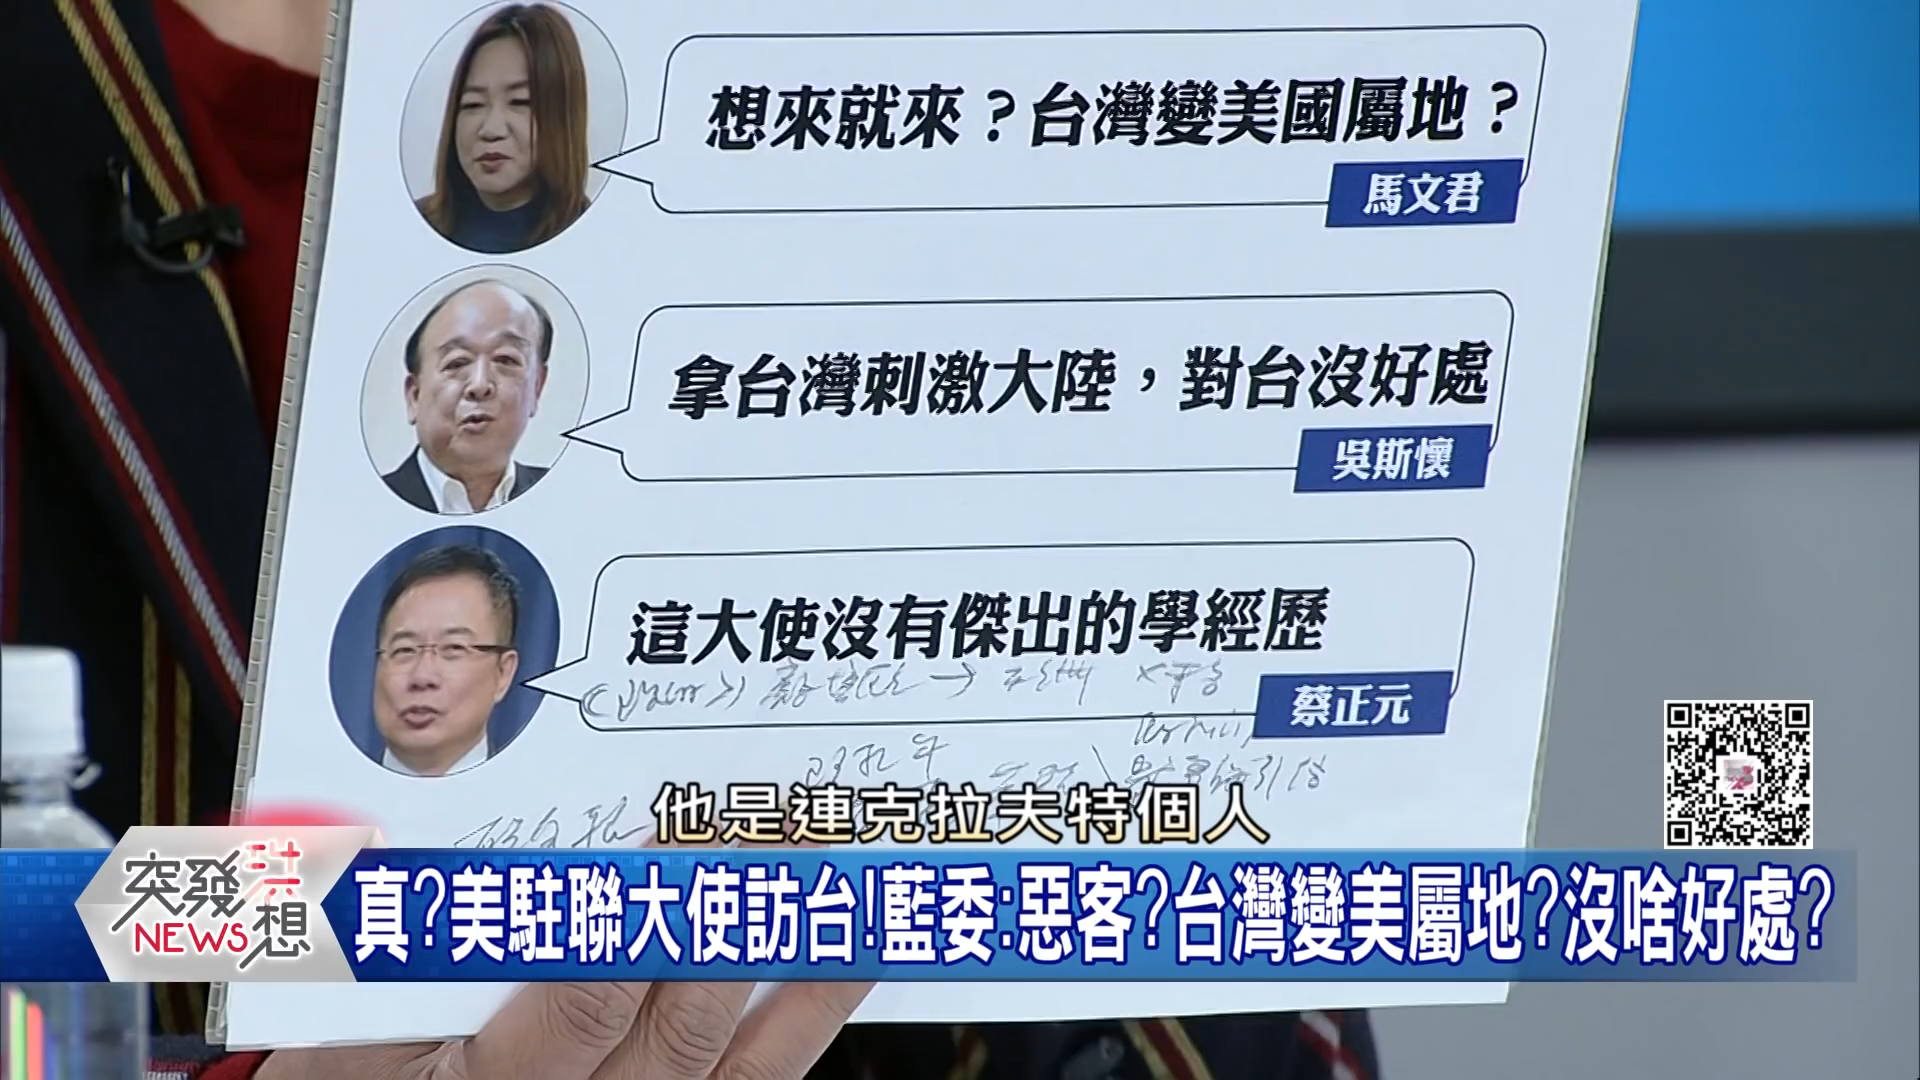 想來就來？台灣變美國屬地？
馬文君
拿台灣刺激大陸，對台沒好處
吳斯懷
這大使沒有傑出的學經歷
蔡正元
他是連克拉夫特個人
突發琪想
NEWS
真?美駐聯大使訪台!藍委:惡客?台灣變美屬地?沒啥好處?